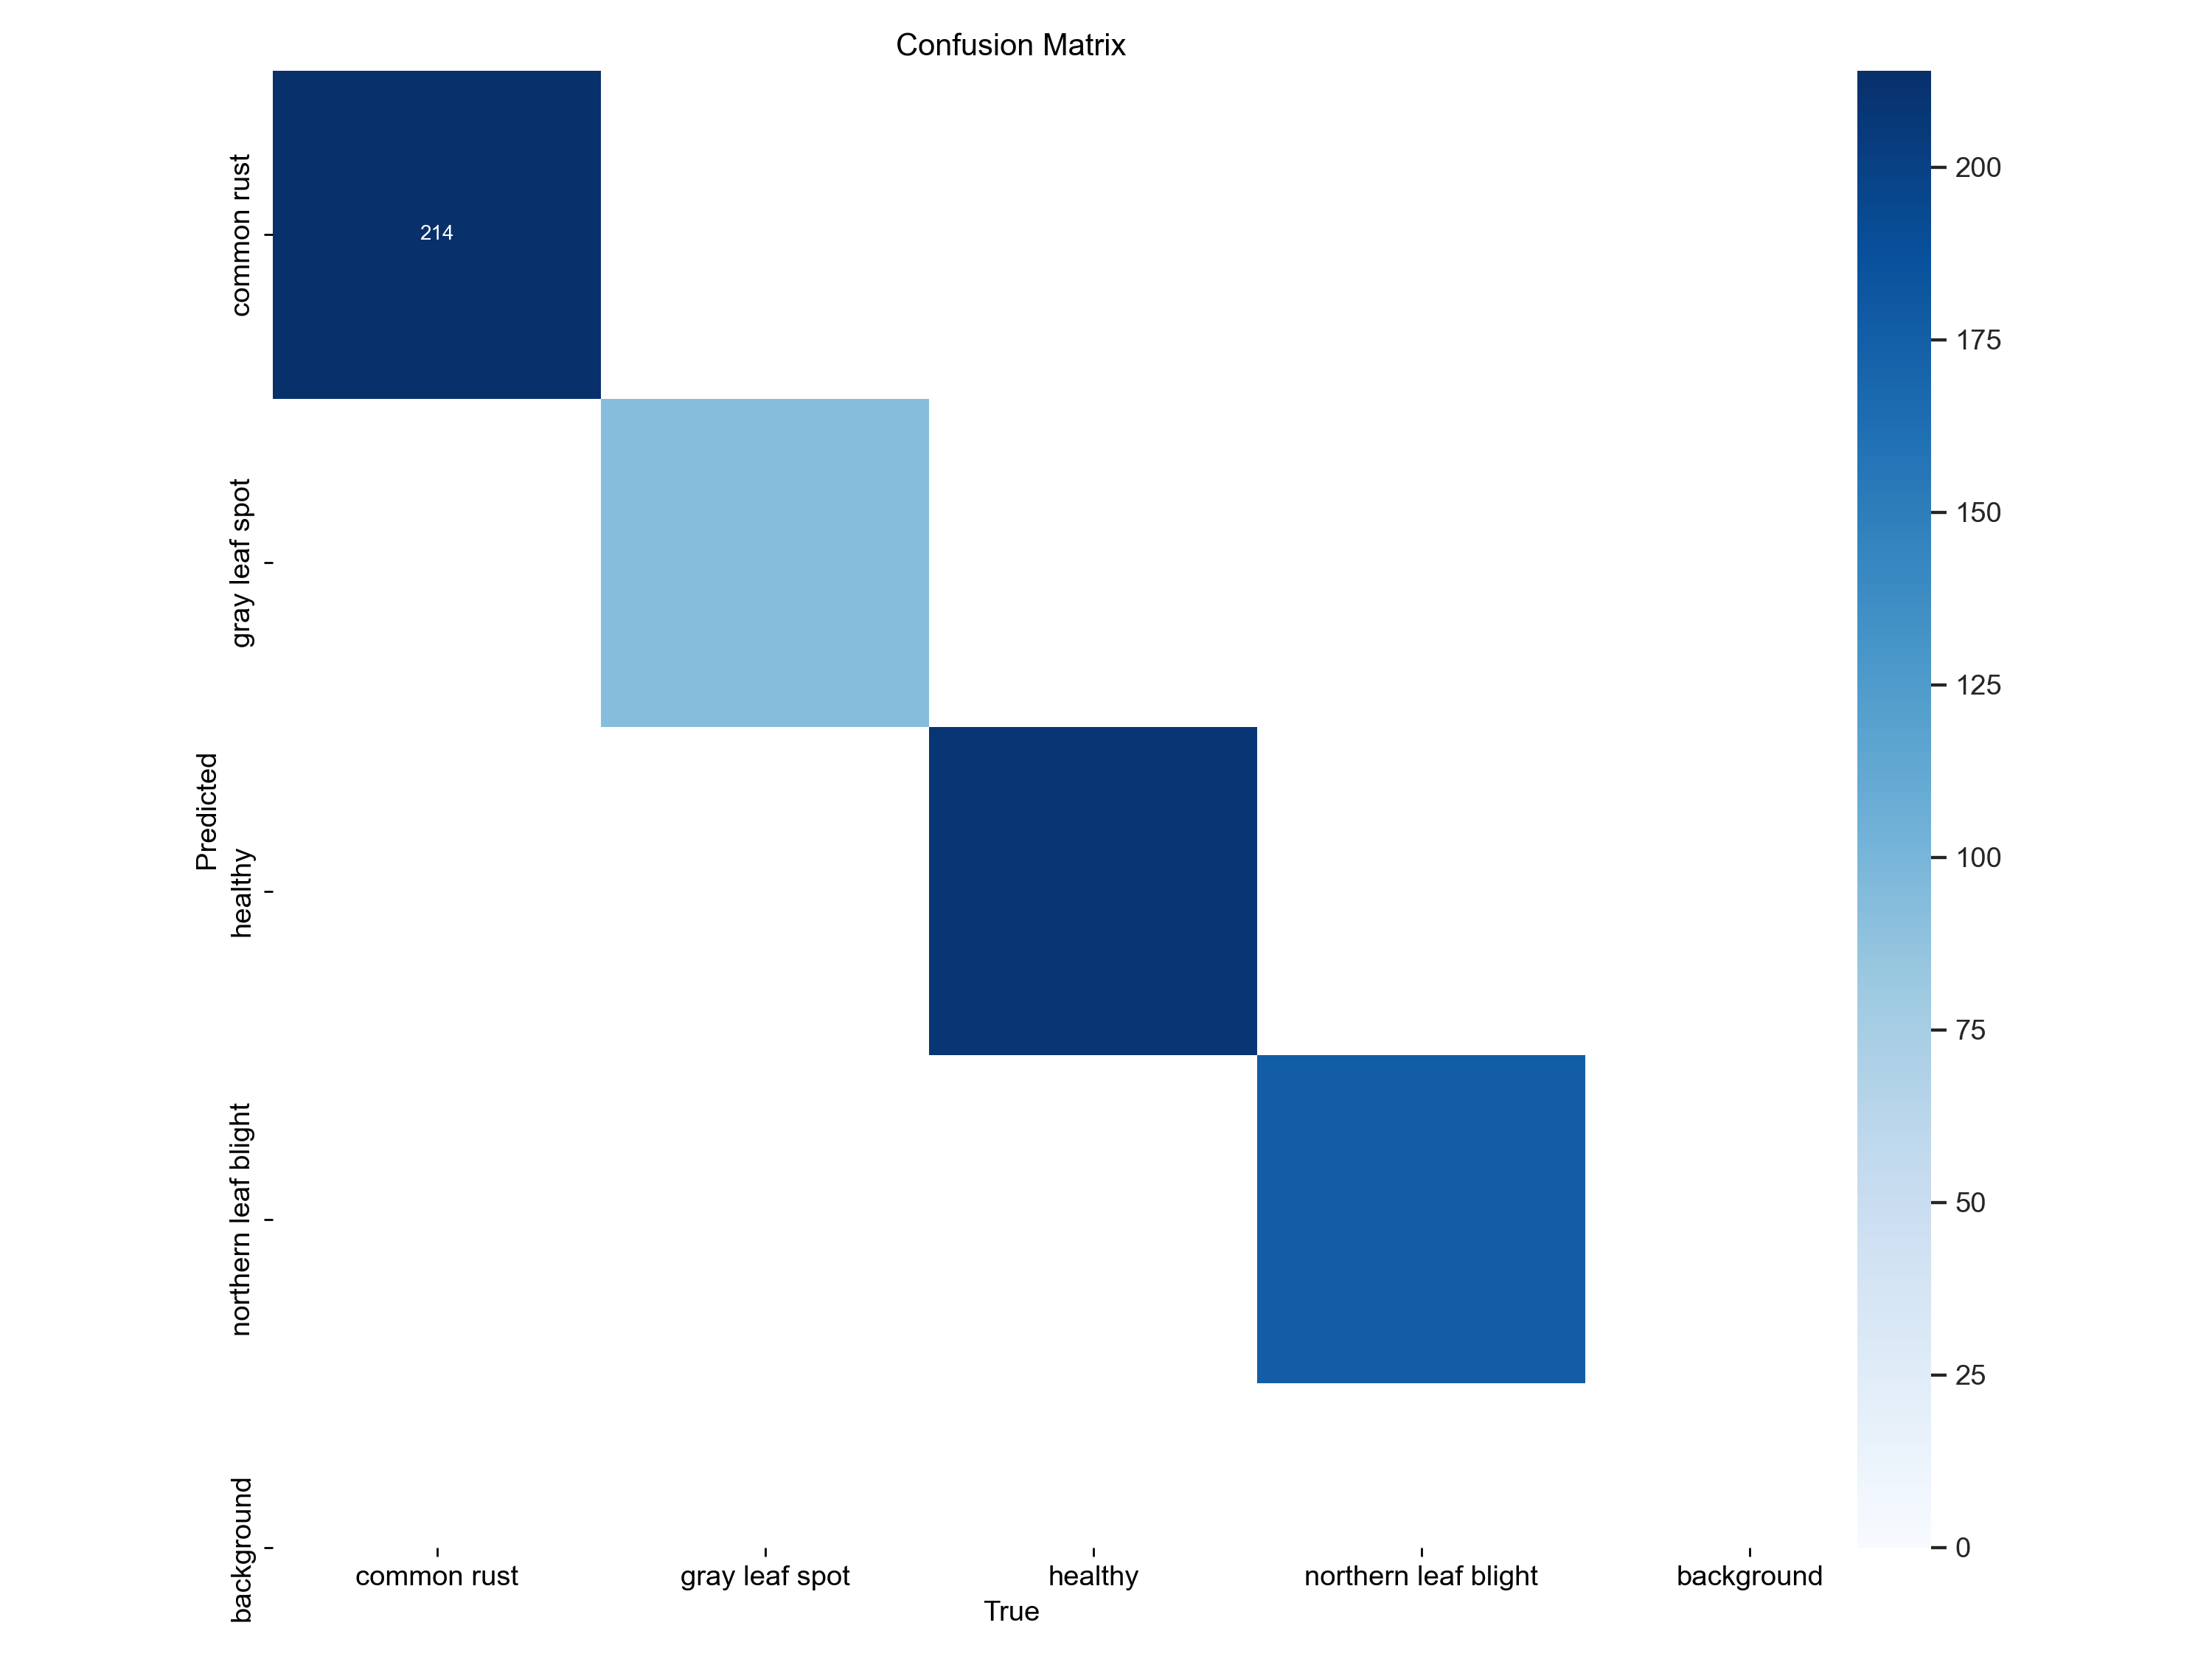 Confusion Matrix
common rust
214
gray leaf spot
healthy
northern leaf blight
background
Predicted
common rust
gray leaf spot
healthy
northern leaf blight
background
True
200
175
150
125
100
75
50
25
0